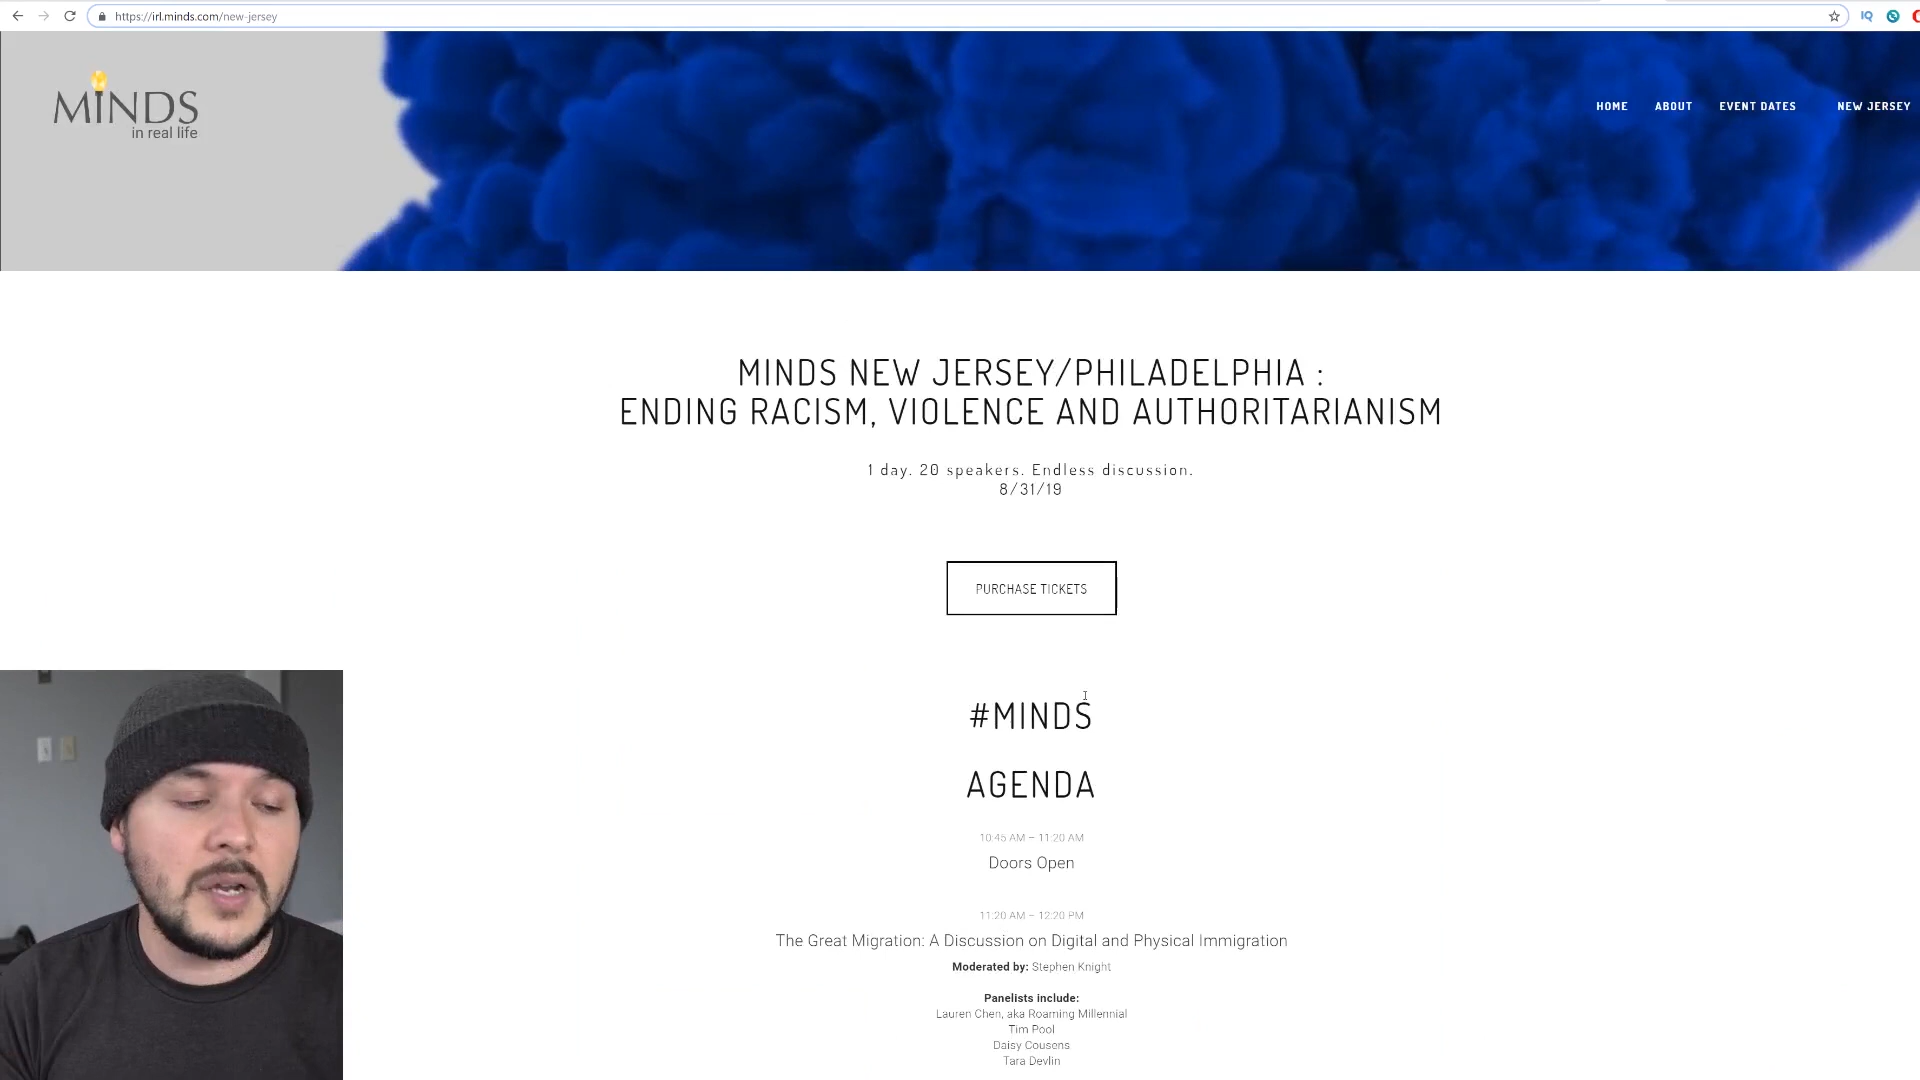 https://irl.minds.com/new-jersey
IQ
MINDS
in real life
HOME ABOUT EVENT DATES NEW JERSEY
MINDS NEW JERSEY/PHILADELPHIA :
ENDING RACISM, VIOLENCE AND AUTHORITARIANISM
1 day. 20 speakers. Endless discussion.
8/31/19
PURCHASE TICKETS
#MINDS
AGENDA
10:45 AM – 11:20 AM
Doors Open
11:20 AM – 12:20 PM
The Great Migration: A Discussion on Digital and Physical Immigration
Moderated by: Stephen Knight
Panelists include:
Lauren Chen, aka Roaming Millennial
Tim Pool
Daisy Cousens
Tara Devlin